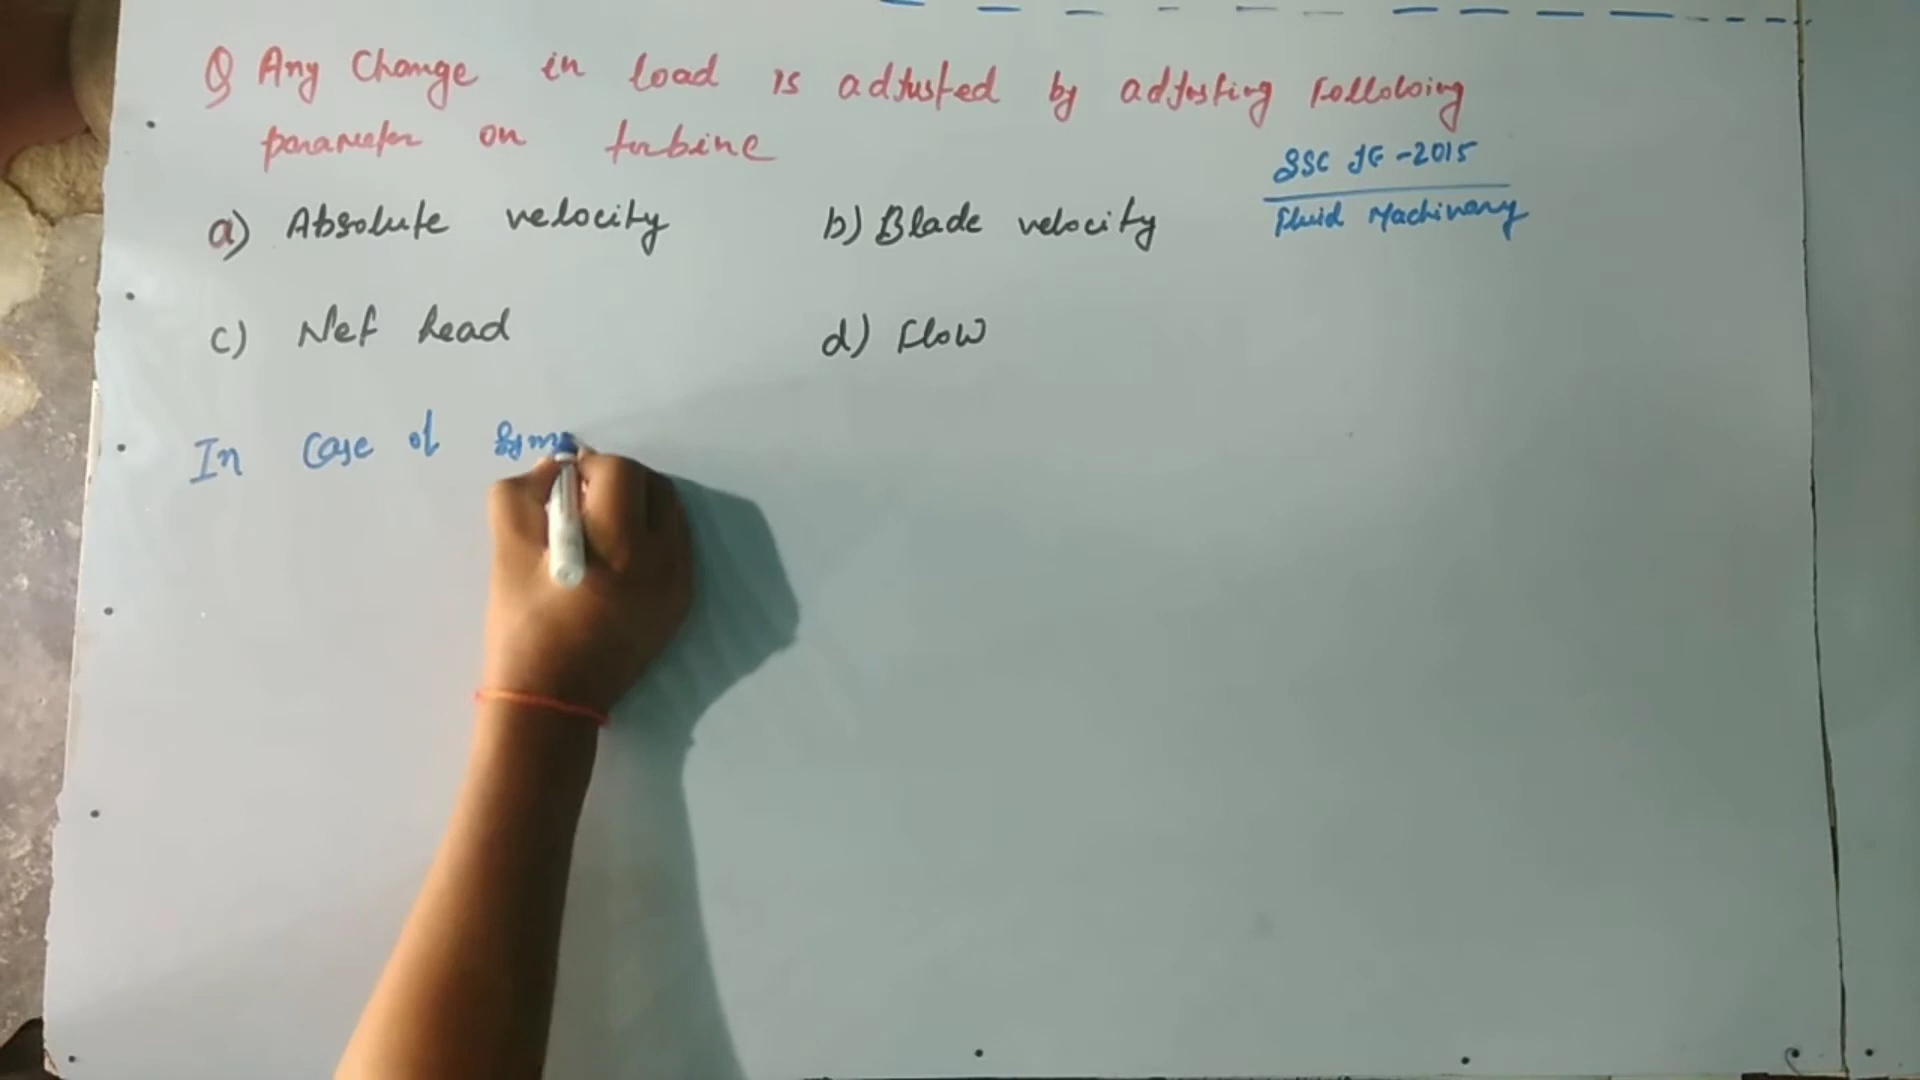 Q Any Change in load is adjusted by adjusting following
parameter on turbine
SSC JE -2015
Fluid Machinary
a) Absolute velocity b) Blade velocity
c) Net head d) Flow
In Case of